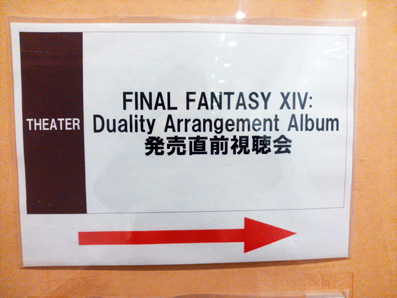 THEATER
FINAL FANTASY XIV:
Duality Arrangement Album
発売直前視聴会